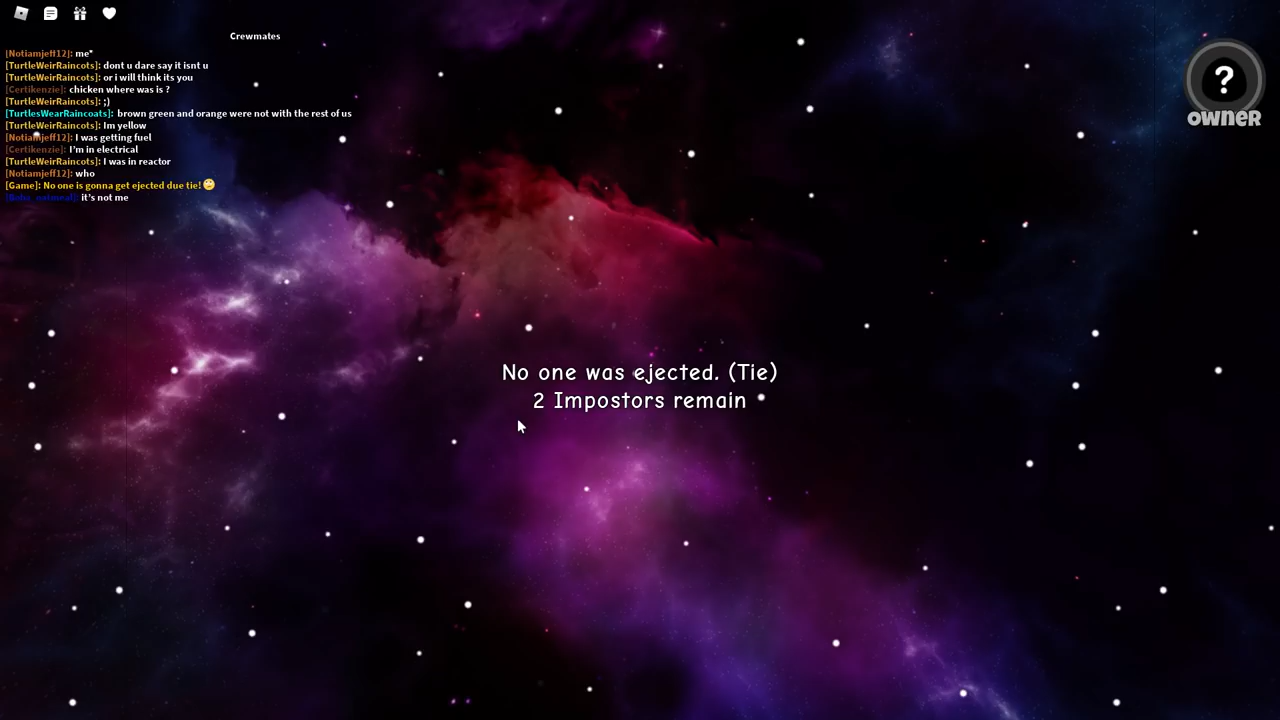 Crewmates
[Notiamjeff12]: me*
[TurtleWeirRaincots]: dont u dare say it isnt u
[TurtleWeirRaincots]: or i will think its you
[Certikenzie]: chicken where was is ?
[TurtleWeirRaincots]: ;)
[TurtlesWearRaincoats]: brown green and orange were not with the rest of us
[TurtleWeirRaincots]: Im yellow
[Notiamjeff12]: I was getting fuel
[Certikenzie]: I'm in electrical
[TurtleWeirRaincots]: I was in reactor
[Notiamjeff12]: who
[Game]: No one is gonna get ejected due tie! 🙄
it's not me
?
OWNER
No one was ejected. (Tie)
2 Impostors remain